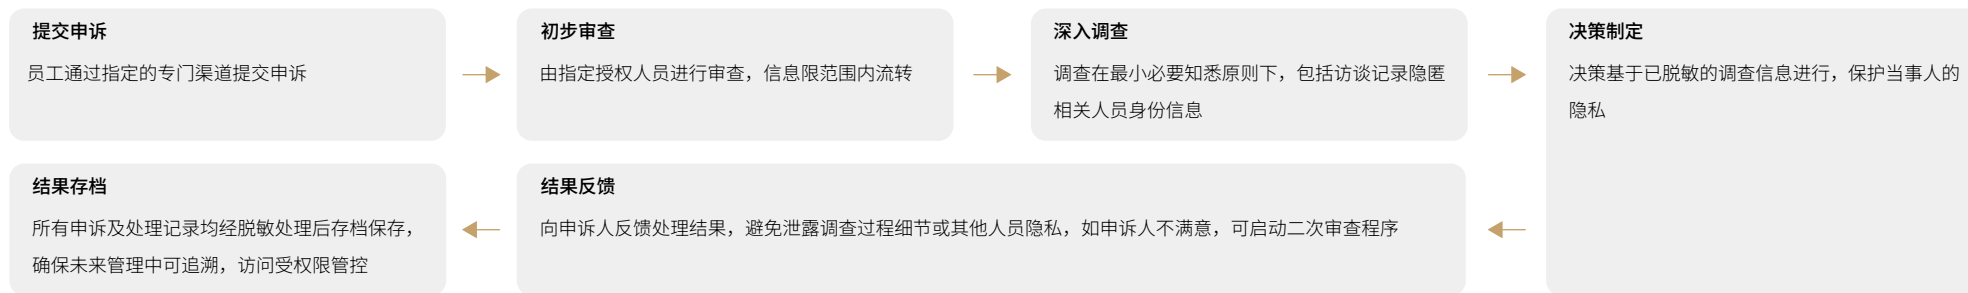 提交申诉
员工通过指定的专门渠道提交申诉
初步审查
由指定授权人员进行审查，信息限范围内流转
深入调查
调查在最小必要知悉原则下，包括访谈记录隐匿
相关人员身份信息
决策制定
决策基于已脱敏的调查信息进行，保护当事人的
隐私
结果反馈
向申诉人反馈处理结果，避免泄露调查过程细节或其他人员隐私，如申诉人不满意，可启动二次审查程序
结果存档
所有申诉及处理记录均经脱敏处理后存档保存，
确保未来管理中可追溯，访问受权限管控